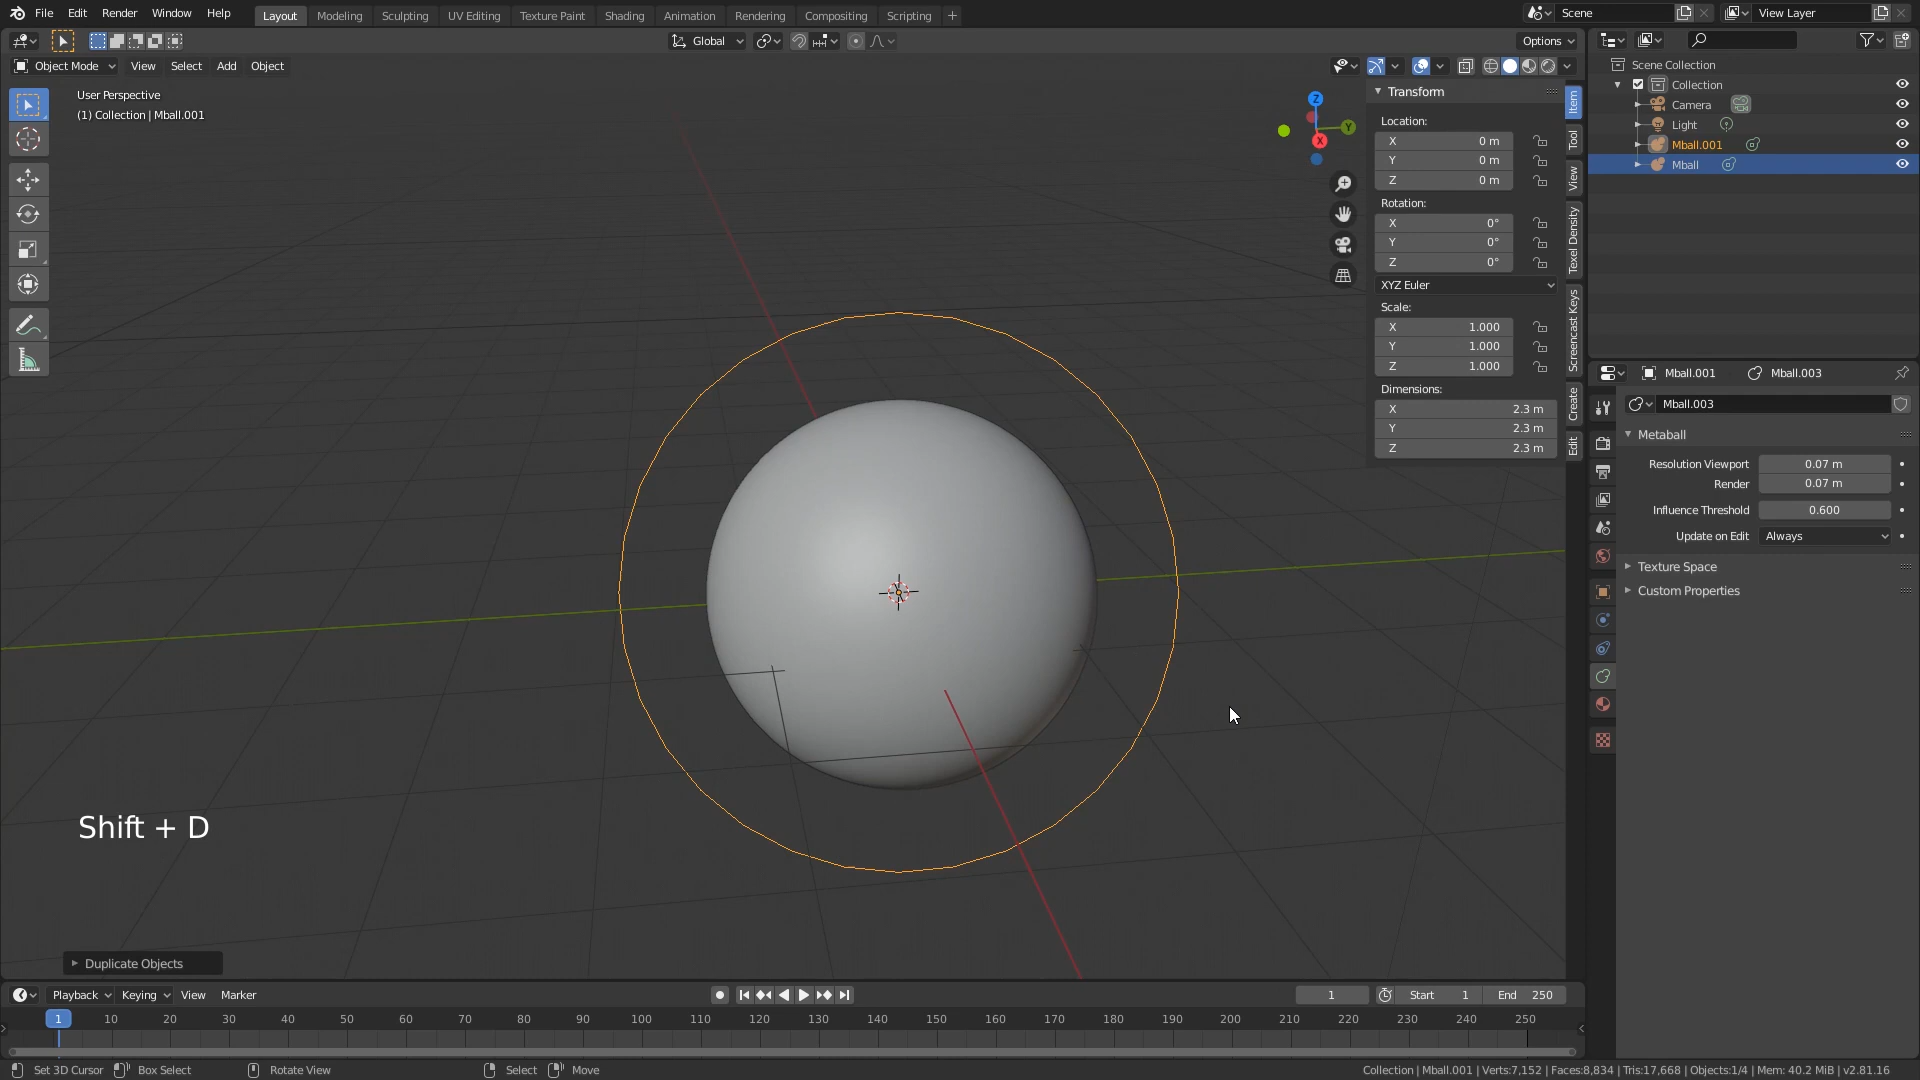 File Edit Render Window Help
Layout Modeling Sculpting UV Editing Texture Paint Shading Animation Rendering Compositing Scripting +
Scene
View Layer
Global
Options
Object Mode View Select Add Object
User Perspective
(1) Collection | Mball.001
Z
Y
X
Transform
Location:
X 0 m
Y 0 m
Z 0 m
Rotation:
X 0°
Y 0°
Z 0°
XYZ Euler
Scale:
X 1.000
Y 1.000
Z 1.000
Dimensions:
X 2.3 m
Y 2.3 m
Z 2.3 m
Item
Tool
View
Texel Density
Screencast Keys
Create
Edit
Scene Collection
Collection
Camera
Light
Mball.001
Mball
Mball.001 Mball.003
Mball.003
Metaball
Resolution Viewport 0.07 m
Render 0.07 m
Influence Threshold 0.600
Update on Edit Always
Texture Space
Custom Properties
Shift + D
Duplicate Objects
Playback Keying View Marker
1 Start 1 End 250
1 10 20 30 40 50 60 70 80 90 100 110 120 130 140 150 160 170 180 190 200 210 220 230 240 250
Set 3D Cursor Box Select Rotate View Select Move
Collection | Mball.001 | Verts:7,152 | Faces:8,834 | Tris:17,668 | Objects:1/4 | Mem: 40.2 MiB | v2.81.16